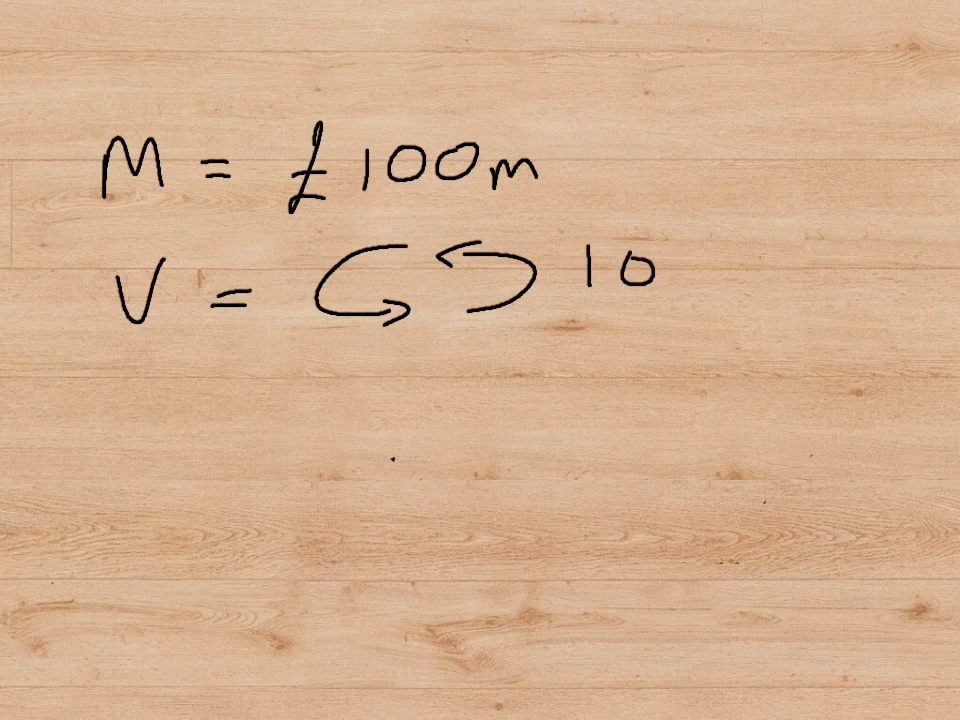 M = £100m
V = 10